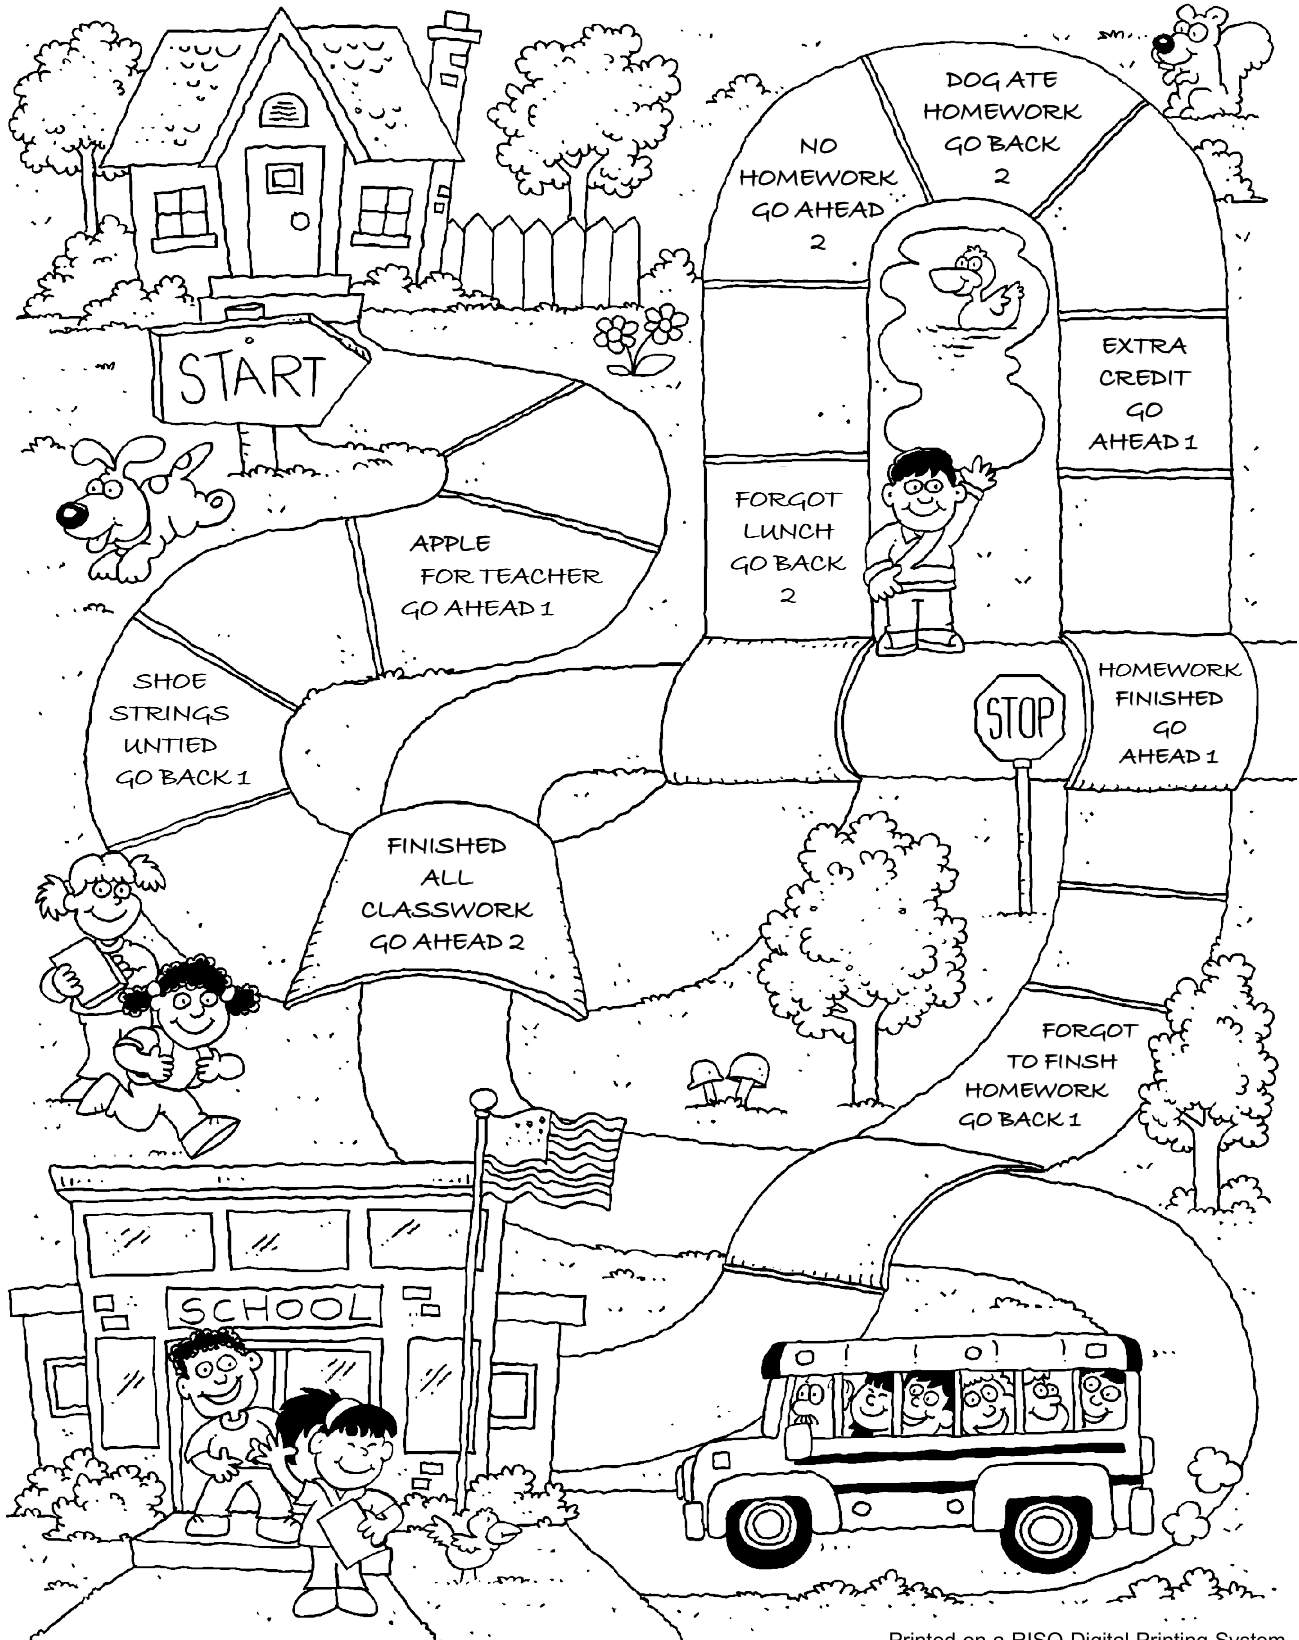 DOG ATE
HOMEWORK
GO BACK
2
NO
HOMEWORK
GO AHEAD
2
START
EXTRA
CREDIT
GO
AHEAD 1
FORGOT
LUNCH
GO BACK
2
APPLE
FOR TEACHER
GO AHEAD 1
SHOE
STRINGS
UNTIED
GO BACK 1
HOMEWORK
FINISHED
GO
AHEAD 1
STOP
FINISHED
ALL
CLASSWORK
GO AHEAD 2
FORGOT
TO FINSH
HOMEWORK
GO BACK 1
SCHOOL
Printed on a RISO Digital Printing System